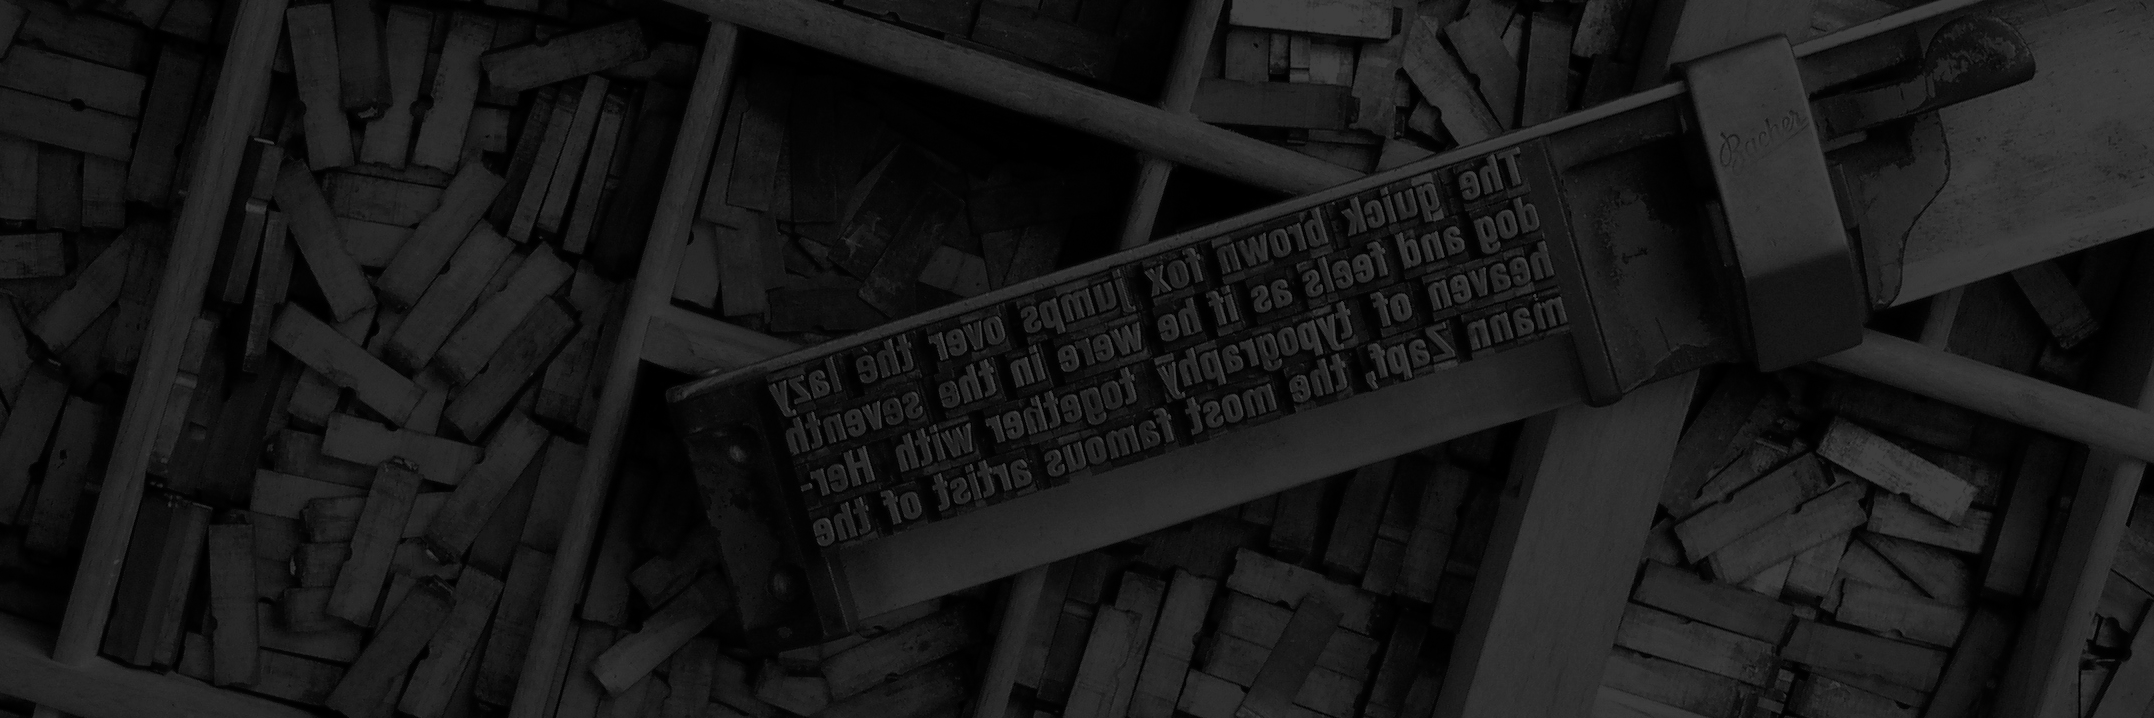 The quick brown fox jumps over the lazy
dog and feels as if he were in the seventh
heaven of typography together with Her-
mann Zapf, the most famous artist of the
Bacher